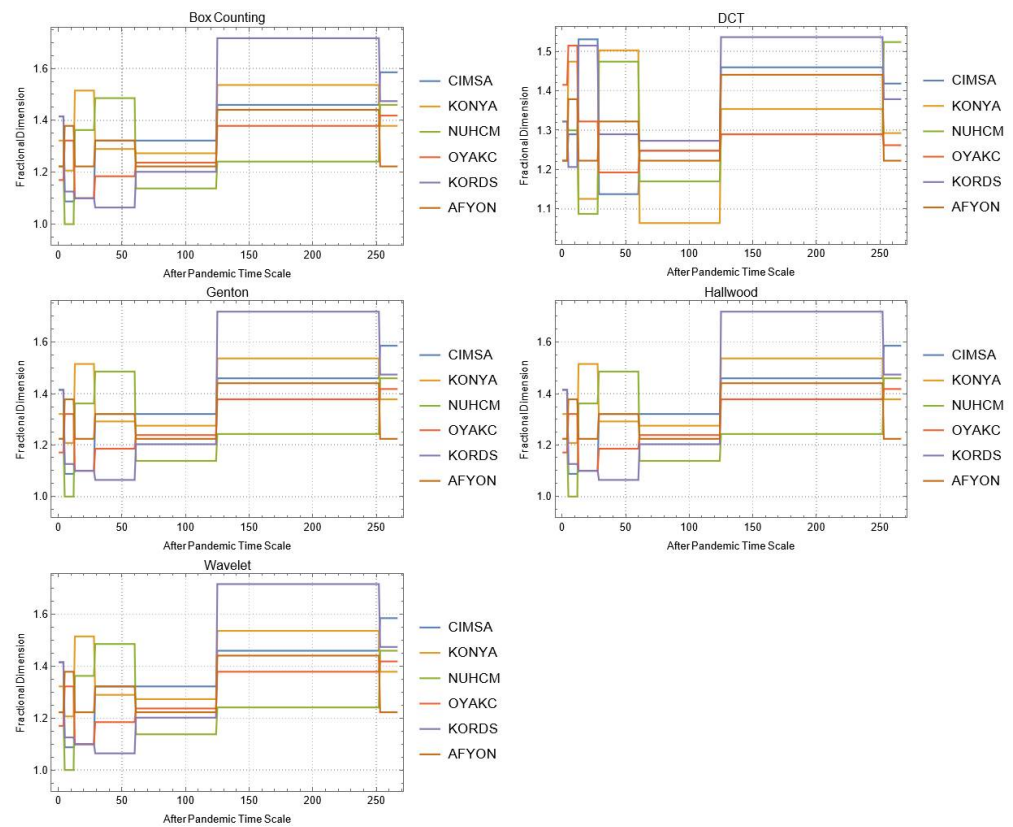 Box Counting
Fractional Dimension
1.6
1.4
1.2
1.0
0 50 100 150 200 250
After Pandemic Time Scale
CIMSA
KONYA
NUHCM
OYAKC
KORDS
AFYON
DCT
Fractional Dimension
1.5
1.4
1.3
1.2
1.1
0 50 100 150 200 250
After Pandemic Time Scale
CIMSA
KONYA
NUHCM
OYAKC
KORDS
AFYON
Genton
Fractional Dimension
1.6
1.4
1.2
1.0
0 50 100 150 200 250
After Pandemic Time Scale
CIMSA
KONYA
NUHCM
OYAKC
KORDS
AFYON
Hallwood
Fractional Dimension
1.6
1.4
1.2
1.0
0 50 100 150 200 250
After Pandemic Time Scale
CIMSA
KONYA
NUHCM
OYAKC
KORDS
AFYON
Wavelet
Fractional Dimension
1.6
1.4
1.2
1.0
0 50 100 150 200 250
After Pandemic Time Scale
CIMSA
KONYA
NUHCM
OYAKC
KORDS
AFYON